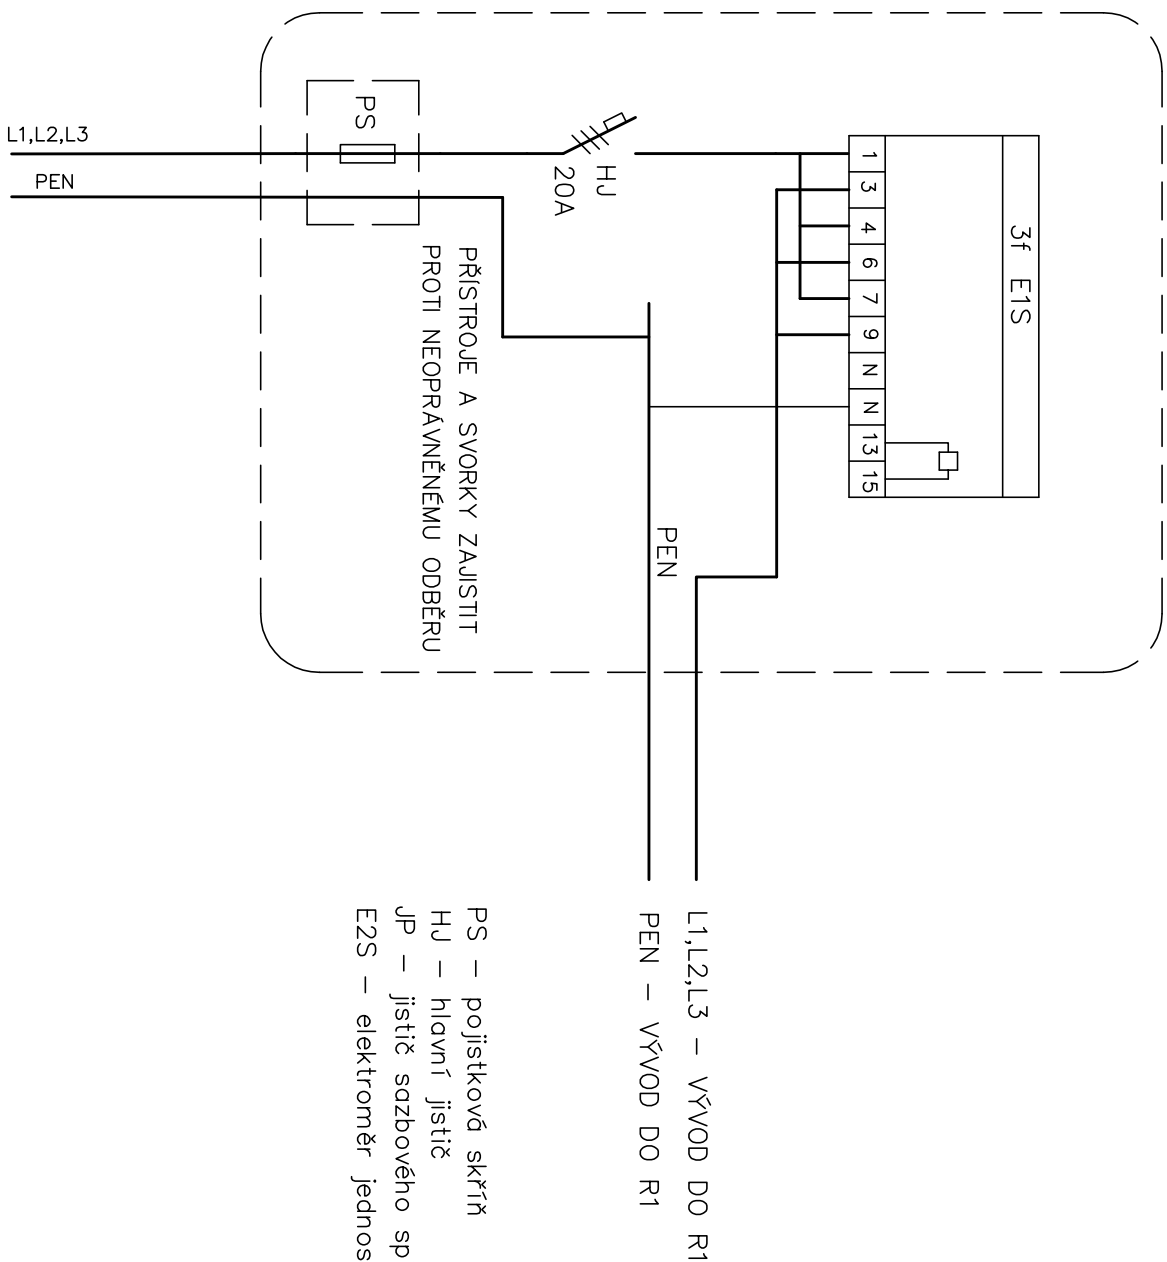 L1,L2,L3
PEN
PS
HJ
20A
1
3
4
6
7
9
N
N
13
15
3f E1S
PŘÍSTROJE A SVORKY ZAJISTIT
PROTI NEOPRÁVNĚNÉMU ODBĚRU
PEN
L1,L2,L3 – VÝVOD DO R1
PEN – VÝVOD DO R1
PS – pojistková skříň
HJ – hlavní jistič
JP – jistič sazbového sp
E2S – elektroměr jednos